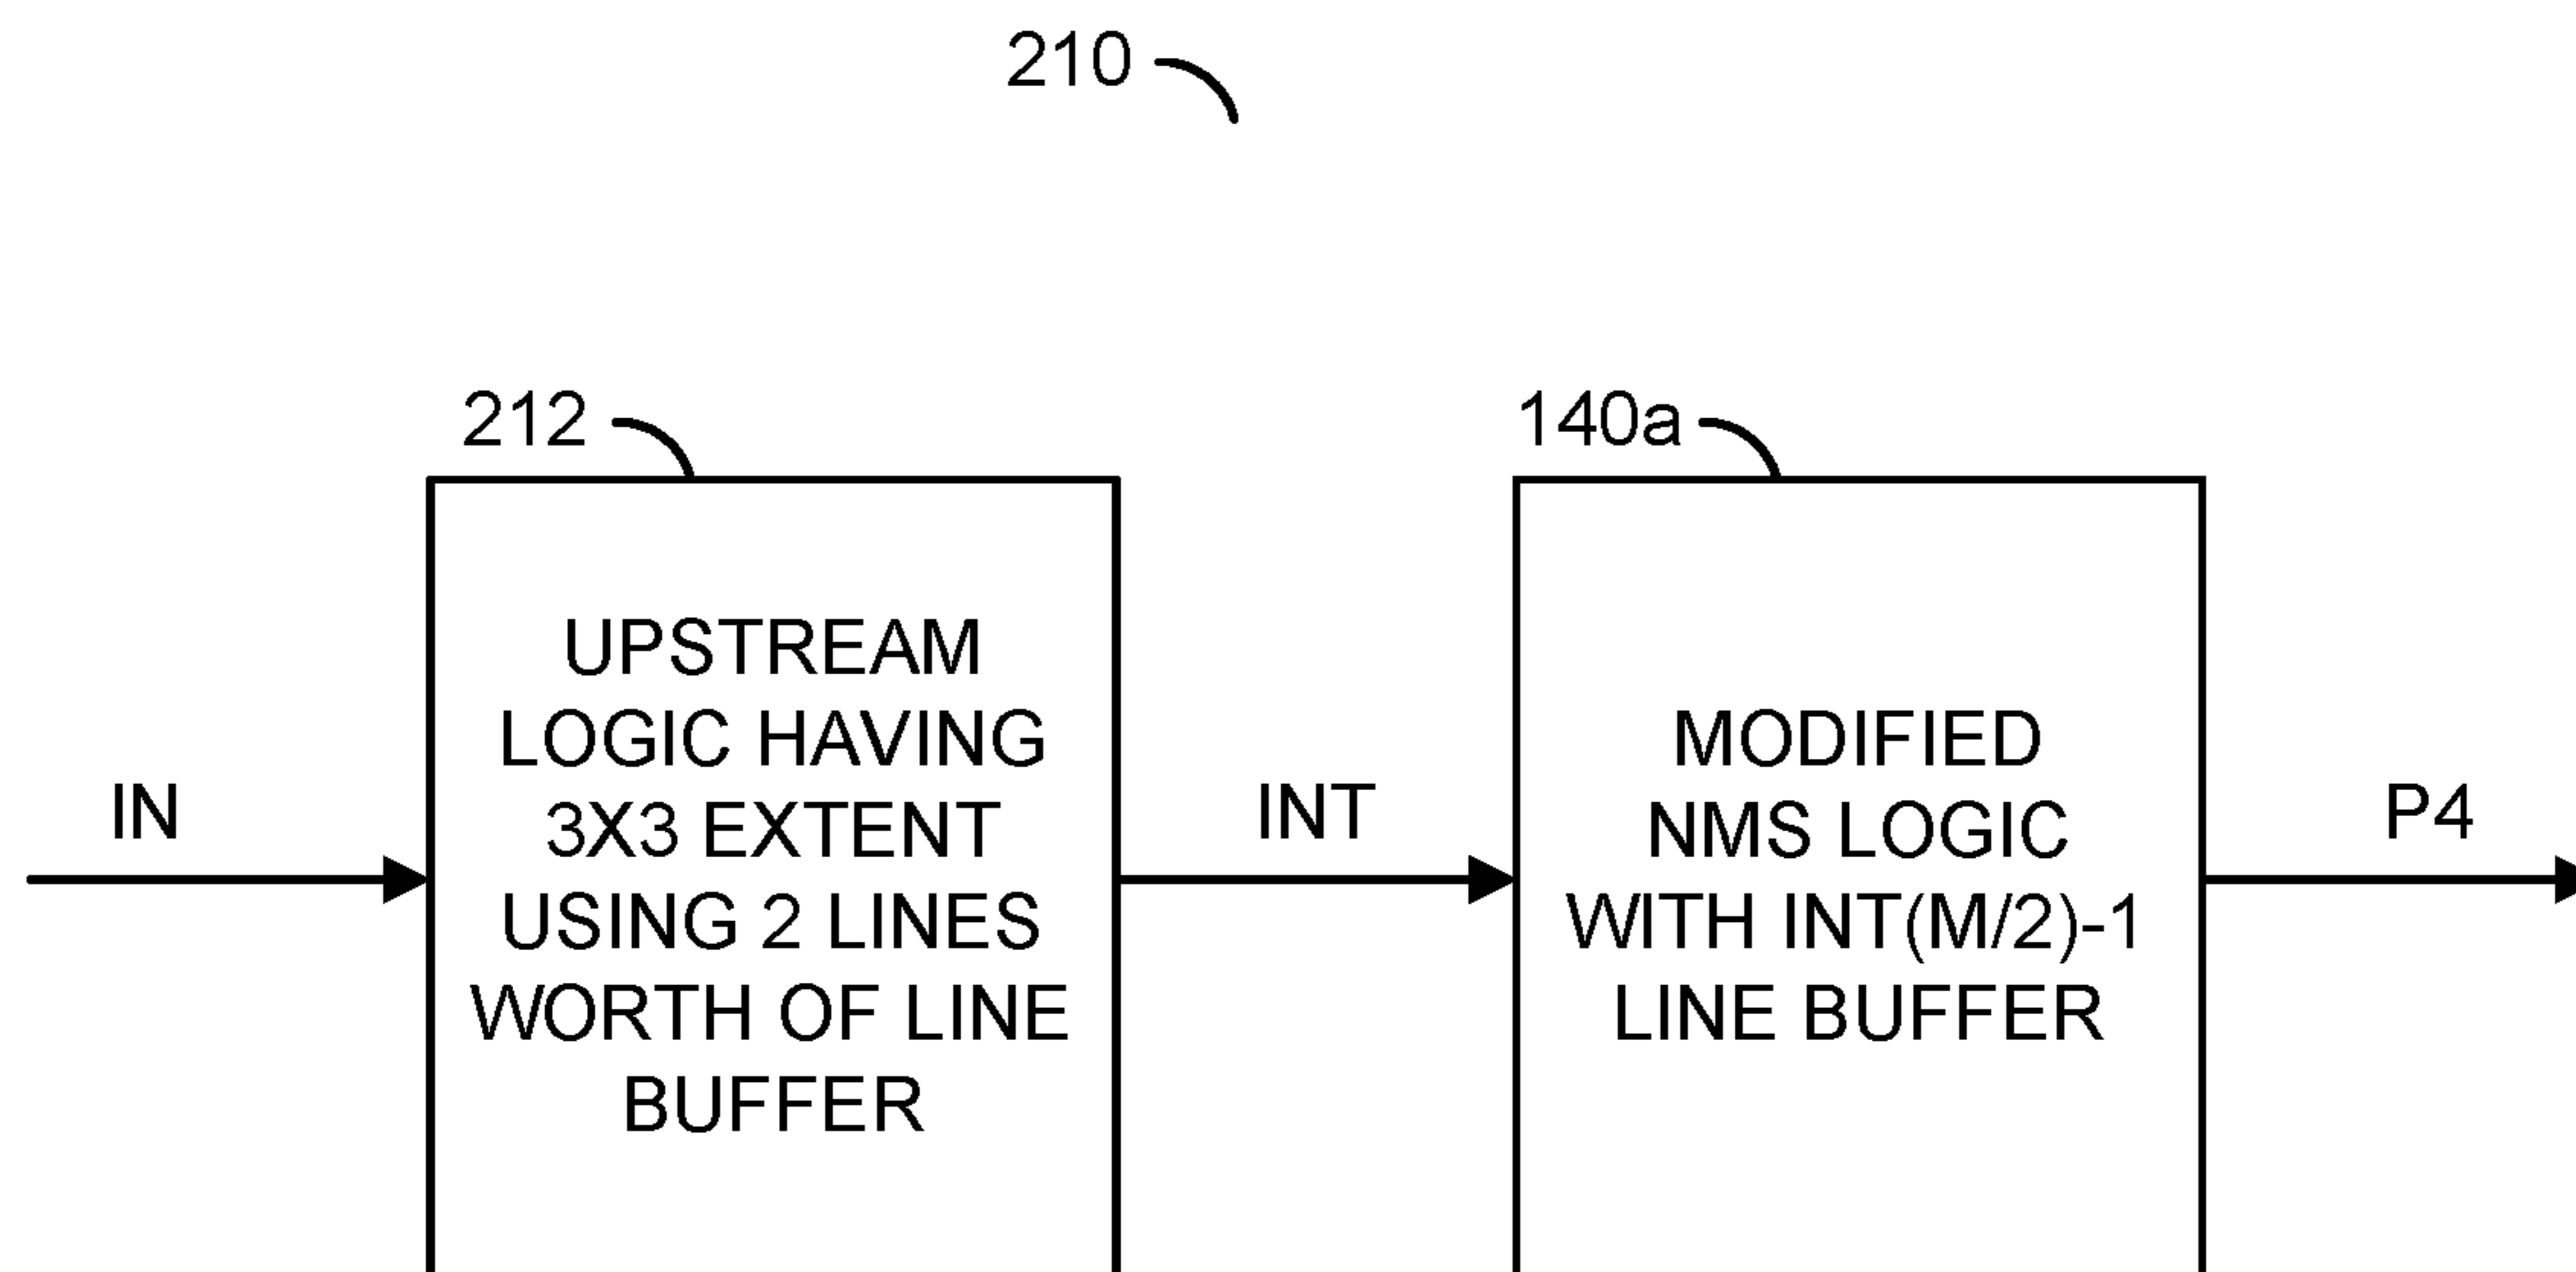 210
212
140a
UPSTREAM
LOGIC HAVING
3X3 EXTENT
USING 2 LINES
WORTH OF LINE
BUFFER
MODIFIED
NMS LOGIC
WITH INT(M/2)-1
LINE BUFFER
IN
INT
P4